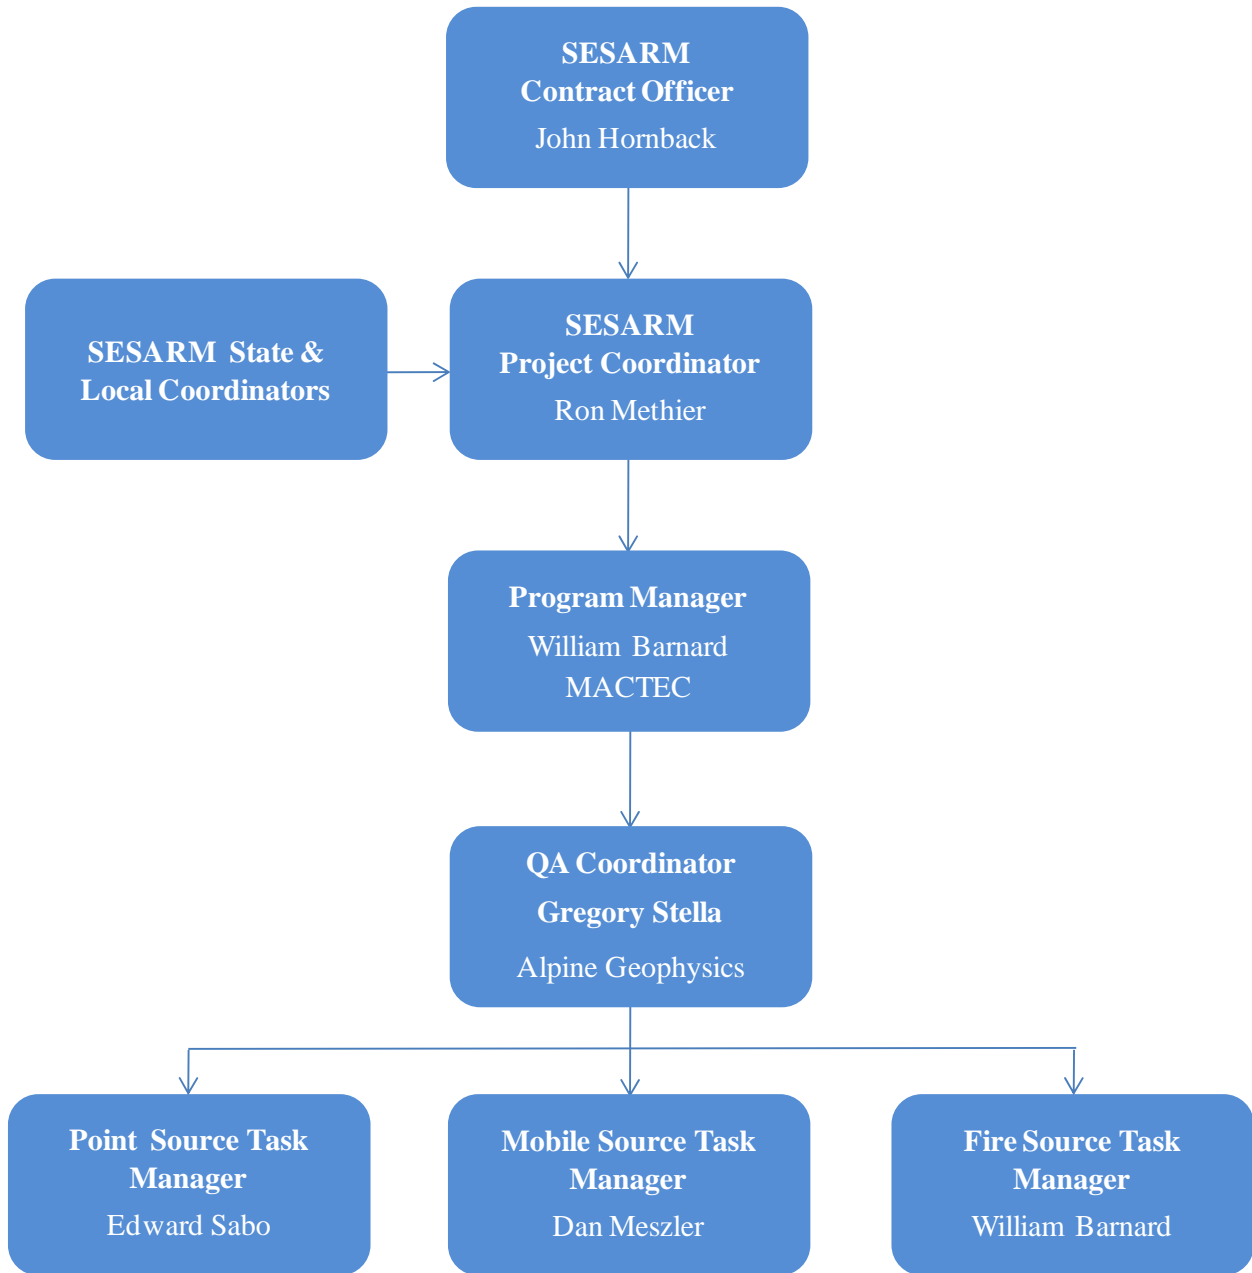 SESARM
Contract Officer
John Hornback
SESARM State &
Local Coordinators
SESARM
Project Coordinator
Ron Methier
Program Manager
William Barnard
MACTEC
QA Coordinator
Gregory Stella
Alpine Geophysics
Point Source Task
Manager
Edward Sabo
Mobile Source Task
Manager
Dan Meszler
Fire Source Task
Manager
William Barnard